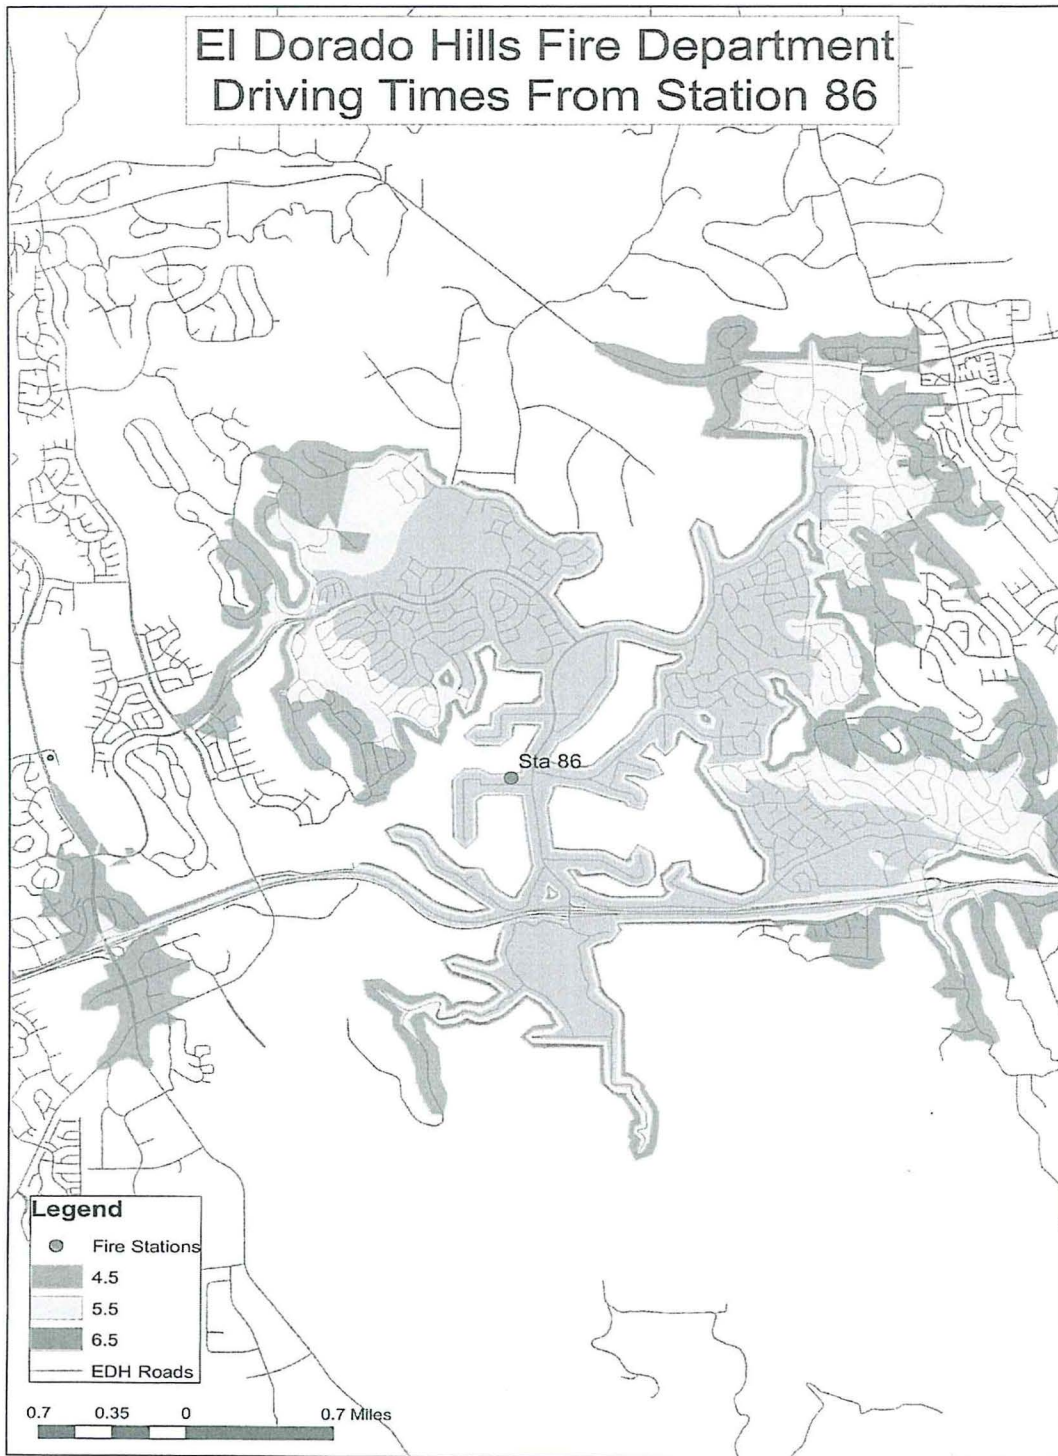 El Dorado Hills Fire Department
Driving Times From Station 86
Sta 86
Legend
Fire Stations
4.5
5.5
6.5
EDH Roads
0.7 0.35 0 0.7 Miles